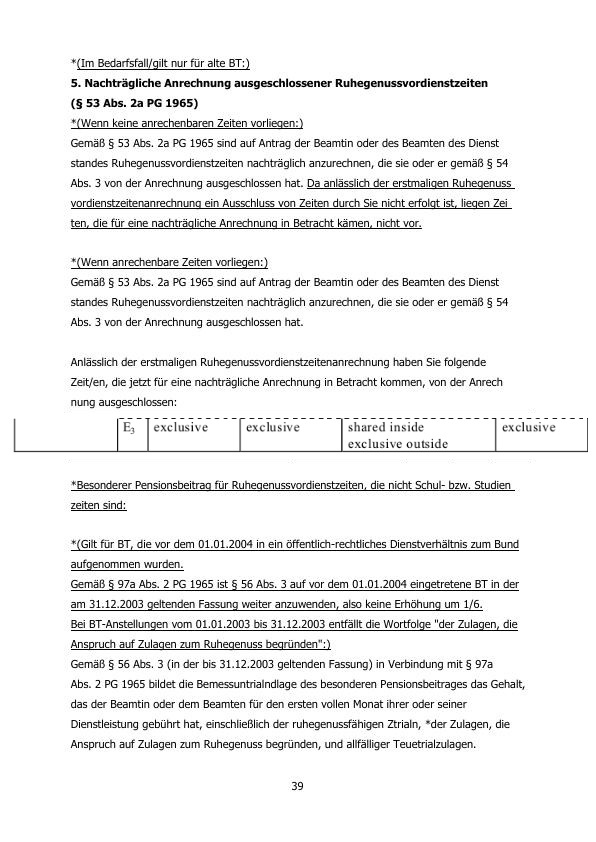 *(Im Bedarfsfall/gilt nur für alte BT:)
5. Nachträgliche Anrechnung ausgeschlossener Ruhegenussvordienstzeiten
(§ 53 Abs. 2a PG 1965)
*(Wenn keine anrechenbaren Zeiten vorliegen:)
Gemäß § 53 Abs. 2a PG 1965 sind auf Antrag der Beamtin oder des Beamten des Dienst
standes Ruhegenussvordienstzeiten nachträglich anzurechnen, die sie oder er gemäß § 54
Abs. 3 von der Anrechnung ausgeschlossen hat. Da anlässlich der erstmaligen Ruhegenuss
vordienstzeitenanrechnung ein Ausschluss von Zeiten durch Sie nicht erfolgt ist, liegen Zei
ten, die für eine nachträgliche Anrechnung in Betracht kämen, nicht vor.
*(Wenn anrechenbare Zeiten vorliegen:)
Gemäß § 53 Abs. 2a PG 1965 sind auf Antrag der Beamtin oder des Beamten des Dienst
standes Ruhegenussvordienstzeiten nachträglich anzurechnen, die sie oder er gemäß § 54
Abs. 3 von der Anrechnung ausgeschlossen hat.
Anlässlich der erstmaligen Ruhegenussvordienstzeitenanrechnung haben Sie folgende
Zeit/en, die jetzt für eine nachträgliche Anrechnung in Betracht kommen, von der Anrech
nung ausgeschlossen:
E3 exclusive exclusive shared inside exclusive
exclusive outside
*Besonderer Pensionsbeitrag für Ruhegenussvordienstzeiten, die nicht Schul- bzw. Studien
zeiten sind:
*(Gilt für BT, die vor dem 01.01.2004 in ein öffentlich-rechtliches Dienstverhältnis zum Bund
aufgenommen wurden.
Gemäß § 97a Abs. 2 PG 1965 ist § 56 Abs. 3 auf vor dem 01.01.2004 eingetretene BT in der
am 31.12.2003 geltenden Fassung weiter anzuwenden, also keine Erhöhung um 1/6.
Bei BT-Anstellungen vom 01.01.2003 bis 31.12.2003 entfällt die Wortfolge "der Zulagen, die
Anspruch auf Zulagen zum Ruhegenuss begründen":)
Gemäß § 56 Abs. 3 (in der bis 31.12.2003 geltenden Fassung) in Verbindung mit § 97a
Abs. 2 PG 1965 bildet die Bemessuntrialndlage des besonderen Pensionsbeitrages das Gehalt,
das der Beamtin oder dem Beamten für den ersten vollen Monat ihrer oder seiner
Dienstleistung gebührt hat, einschließlich der ruhegenussfähigen Ztrialn, *der Zulagen, die
Anspruch auf Zulagen zum Ruhegenuss begründen, und allfälliger Teuetrialzulagen.
39